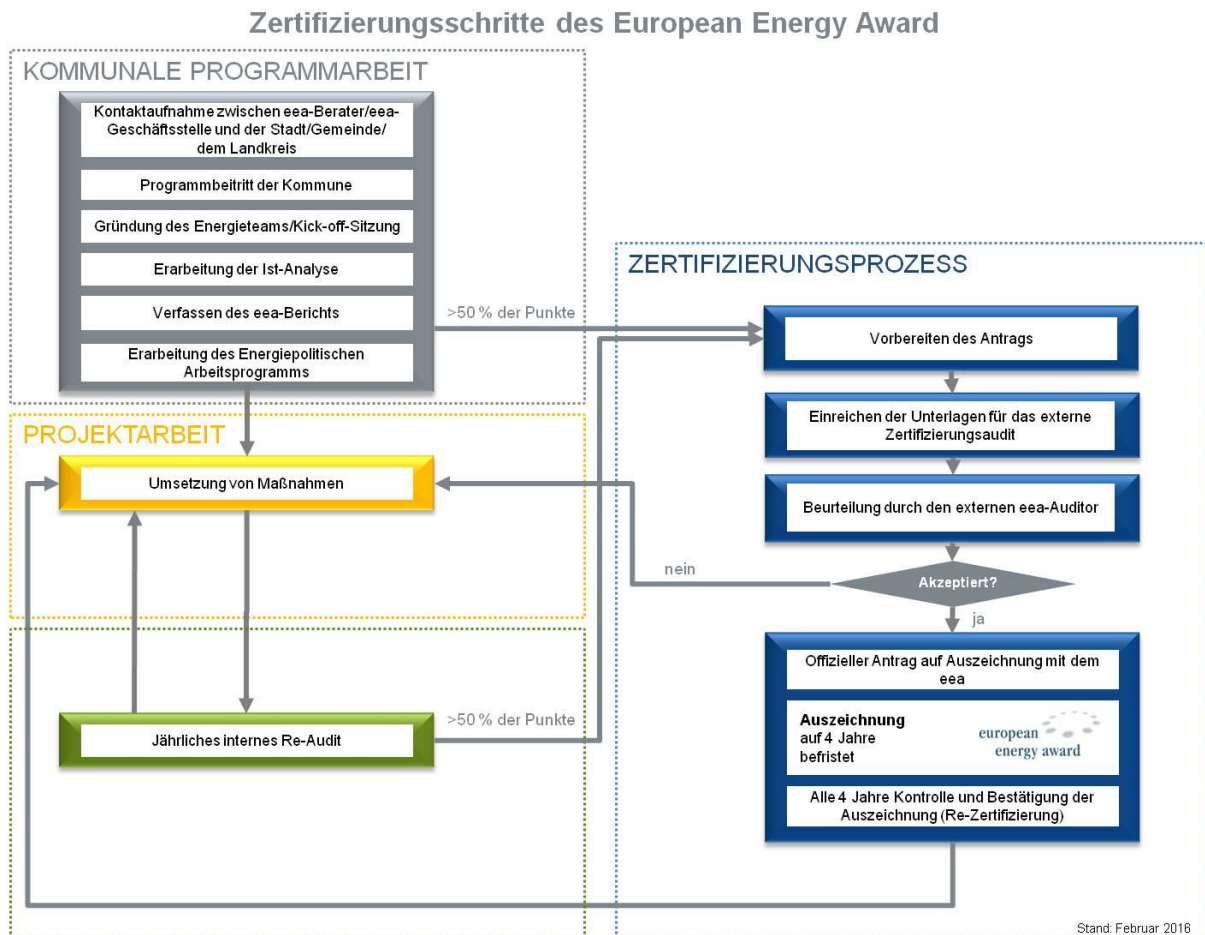 Zertifizierungsschritte des European Energy Award
KOMMUNALE PROGRAMMARBEIT
Kontaktaufnahme zwischen eea-Berater/eea-
Geschäftsstelle und der Stadt/Gemeinde/
dem Landkreis
Programmbeitritt der Kommune
Gründung des Energieteams/Kick-off-Sitzung
Erarbeitung der Ist-Analyse
Verfassen des eea-Berichts
Erarbeitung des Energiepolitischen
Arbeitsprogramms
>50 % der Punkte
PROJEKTARBEIT
Umsetzung von Maßnahmen
Jährliches internes Re-Audit
>50 % der Punkte
ZERTIFIZIERUNGSPROZESS
Vorbereiten des Antrags
Einreichen der Unterlagen für das externe
Zertifizierungsaudit
Beurteilung durch den externen eea-Auditor
Akzeptiert?
nein
ja
Offizieller Antrag auf Auszeichnung mit dem
eea
Auszeichnung
auf 4 Jahre
befristet
european
energy award
Alle 4 Jahre Kontrolle und Bestätigung der
Auszeichnung (Re-Zertifizierung)
Stand: Februar 2016